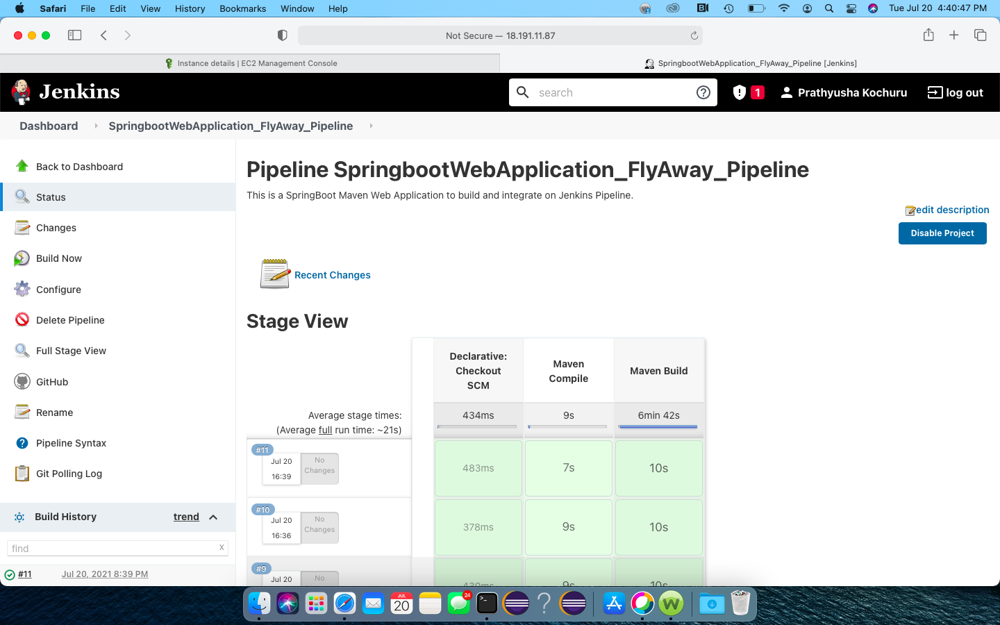 Safari File Edit View History Bookmarks Window Help Tue Jul 20 4:40:47 PM
Not Secure — 18.191.11.87
Instance details | EC2 Management Console
SpringbootWebApplication_FlyAway_Pipeline [Jenkins]
Jenkins
search
1
Prathyusha Kochuru
log out
Dashboard
SpringbootWebApplication_FlyAway_Pipeline
Back to Dashboard
Status
Changes
Build Now
Configure
Delete Pipeline
Full Stage View
GitHub
Rename
Pipeline Syntax
Git Polling Log
Build History
trend
find
X
#11
Jul 20, 2021 8:39 PM
Pipeline SpringbootWebApplication_FlyAway_Pipeline
This is a SpringBoot Maven Web Application to build and integrate on Jenkins Pipeline.
edit description
Disable Project
Recent Changes
Stage View
Declarative:
Checkout
SCM
Maven
Compile
Maven Build
Average stage times:
(Average full run time: ~21s)
434ms
9s
6min 42s
#11
Jul 20
16:39
No
Changes
483ms
7s
10s
#10
Jul 20
16:36
No
Changes
378ms
9s
10s
#9
Jul 20
No
430ms
9s
10s
JUL
20
24